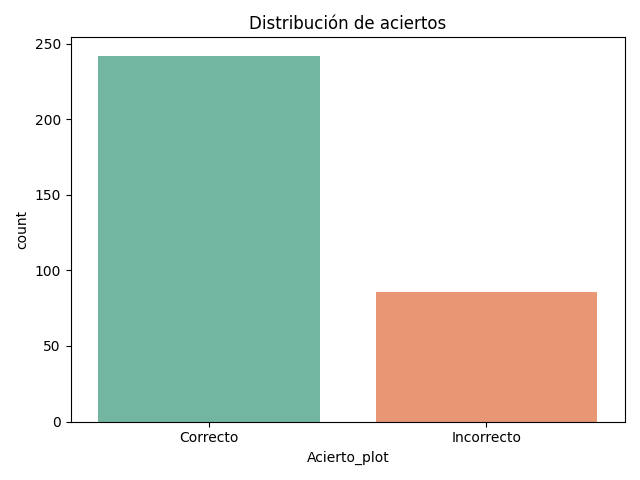 Distribución de aciertos
250
200
150
100
50
0
count
Correcto
Incorrecto
Acierto_plot